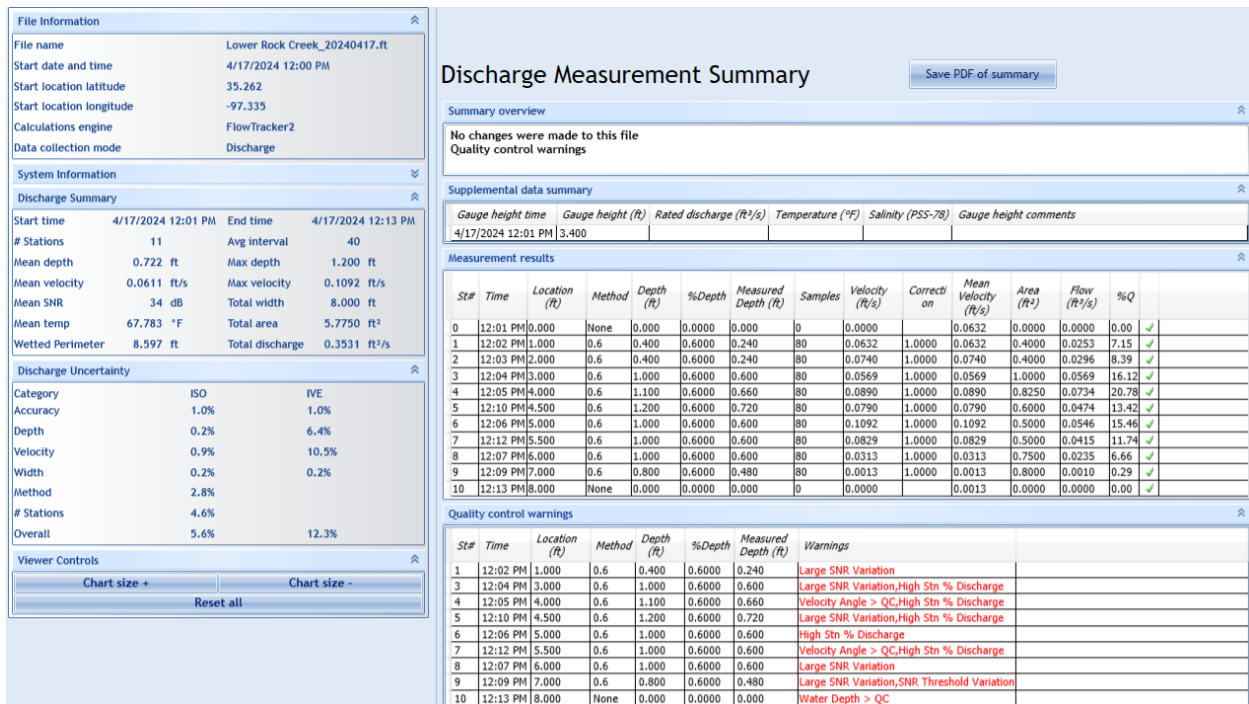 File Information
File name Lower Rock Creek_20240417.ft
Start date and time 4/17/2024 12:00 PM
Start location latitude 35.262
Start location longitude -97.335
Calculations engine FlowTracker2
Data collection mode Discharge
System Information
Discharge Summary
Start time 4/17/2024 12:01 PM End time 4/17/2024 12:13 PM
# Stations 11 Avg interval 40
Mean depth 0.722 ft Max depth 1.200 ft
Mean velocity 0.0611 ft/s Max velocity 0.1092 ft/s
Mean SNR 34 dB Total width 8.000 ft
Mean temp 67.783 °F Total area 5.7750 ft²
Wetted Perimeter 8.597 ft Total discharge 0.3531 ft³/s
Discharge Uncertainty
Category ISO IVE
Accuracy 1.0% 1.0%
Depth 0.2% 6.4%
Velocity 0.9% 10.5%
Width 0.2% 0.2%
Method 2.8%
# Stations 4.6%
Overall 5.6% 12.3%
Viewer Controls
Chart size + Chart size -
Reset all
Discharge Measurement Summary
Save PDF of summary
Summary overview
No changes were made to this file
Quality control warnings
Supplemental data summary
Gauge height time Gauge height (ft) Rated discharge (ft³/s) Temperature (°F) Salinity (PSS-78) Gauge height comments
4/17/2024 12:01 PM 3.400
Measurement results
St# Time Location (ft) Method Depth (ft) %Depth Measured Depth (ft) Samples Velocity (ft/s) Correcti on Mean Velocity (ft/s) Area (ft²) Flow (ft³/s) %Q
0 12:01 PM 0.000 None 0.000 0.0000 0.000 0 0.0000 0.0632 0.0000 0.0000 0.00
1 12:02 PM 1.000 0.6 0.400 0.6000 0.240 80 0.0632 1.0000 0.0632 0.4000 0.0253 7.15
2 12:03 PM 2.000 0.6 0.400 0.6000 0.240 80 0.0740 1.0000 0.0740 0.4000 0.0296 8.39
3 12:04 PM 3.000 0.6 1.000 0.6000 0.600 80 0.0569 1.0000 0.0569 1.0000 0.0569 16.12
4 12:05 PM 4.000 0.6 1.100 0.6000 0.660 80 0.0890 1.0000 0.0890 0.8250 0.0734 20.78
5 12:10 PM 4.500 0.6 1.200 0.6000 0.720 80 0.0790 1.0000 0.0790 0.6000 0.0474 13.42
6 12:06 PM 5.000 0.6 1.000 0.6000 0.600 80 0.1092 1.0000 0.1092 0.5000 0.0546 15.46
7 12:12 PM 5.500 0.6 1.000 0.6000 0.600 80 0.0829 1.0000 0.0829 0.5000 0.0415 11.74
8 12:07 PM 6.000 0.6 1.000 0.6000 0.600 80 0.0313 1.0000 0.0313 0.7500 0.0235 6.66
9 12:09 PM 7.000 0.6 0.800 0.6000 0.480 80 0.0013 1.0000 0.0013 0.8000 0.0010 0.29
10 12:13 PM 8.000 None 0.000 0.0000 0.000 0 0.0000 0.0013 0.0000 0.0000 0.00
Quality control warnings
St# Time Location (ft) Method Depth (ft) %Depth Measured Depth (ft) Warnings
1 12:02 PM 1.000 0.6 0.400 0.6000 0.240 Large SNR Variation
3 12:04 PM 3.000 0.6 1.000 0.6000 0.600 Large SNR Variation,High Stn % Discharge
4 12:05 PM 4.000 0.6 1.100 0.6000 0.660 Velocity Angle > QC,High Stn % Discharge
5 12:10 PM 4.500 0.6 1.200 0.6000 0.720 Large SNR Variation,High Stn % Discharge
6 12:06 PM 5.000 0.6 1.000 0.6000 0.600 High Stn % Discharge
7 12:12 PM 5.500 0.6 1.000 0.6000 0.600 Velocity Angle > QC,High Stn % Discharge
8 12:07 PM 6.000 0.6 1.000 0.6000 0.600 Large SNR Variation
9 12:09 PM 7.000 0.6 0.800 0.6000 0.480 Large SNR Variation,SNR Threshold Variation
10 12:13 PM 8.000 None 0.000 0.0000 0.000 Water Depth > QC